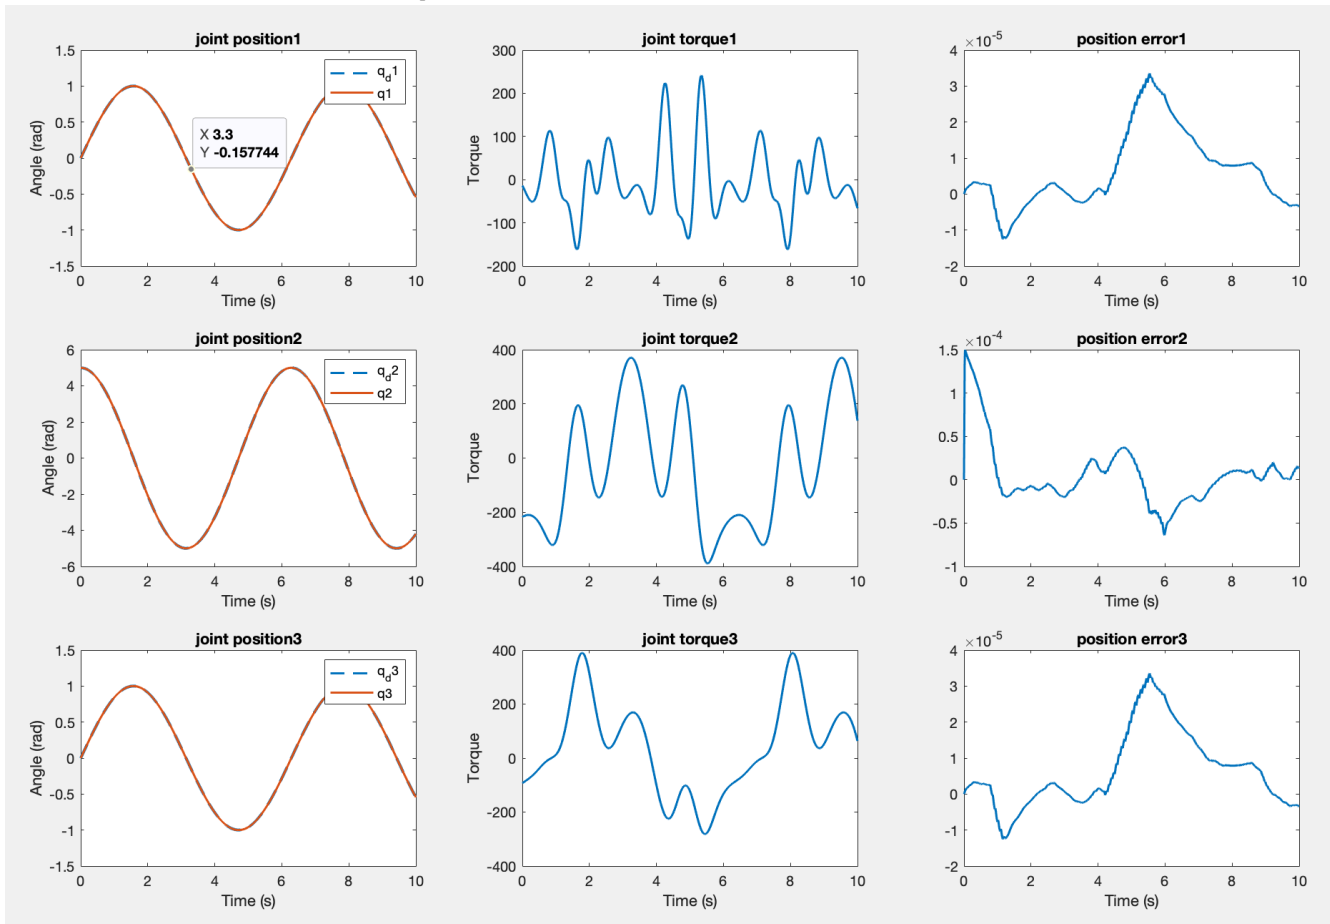 joint position1
1.5
1
0.5
0
-0.5
-1
-1.5
Angle (rad)
0 2 4 6 8 10
Time (s)
q_d1
q1
X 3.3
Y -0.157744
joint torque1
300
200
100
0
-100
-200
Torque
0 2 4 6 8 10
Time (s)
position error1
×10^-5
4
3
2
1
0
-1
-2
0 2 4 6 8 10
Time (s)
joint position2
6
4
2
0
-2
-4
-6
Angle (rad)
0 2 4 6 8 10
Time (s)
q_d2
q2
joint torque2
400
200
0
-200
-400
Torque
0 2 4 6 8 10
Time (s)
position error2
×10^-4
1.5
1
0.5
0
-0.5
-1
0 2 4 6 8 10
Time (s)
joint position3
1.5
1
0.5
0
-0.5
-1
-1.5
Angle (rad)
0 2 4 6 8 10
Time (s)
q_d3
q3
joint torque3
400
200
0
-200
-400
Torque
0 2 4 6 8 10
Time (s)
position error3
×10^-5
4
3
2
1
0
-1
-2
0 2 4 6 8 10
Time (s)